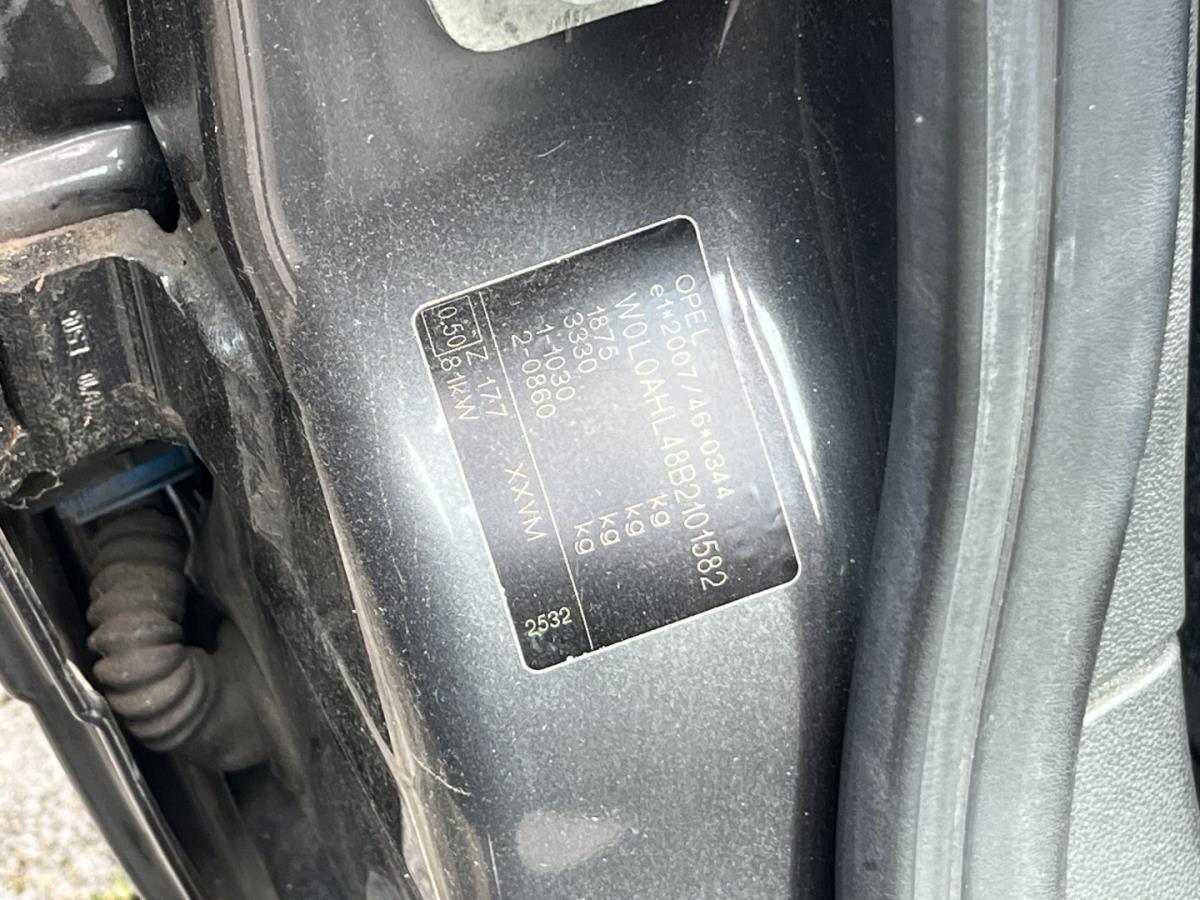 OPEL
e1*2007/46*0344
W0L0AHL48B2101582
1875 kg
3330 kg
1-1030 kg
2-0860 kg
Z 177 XXVM 2532
0.50 81kW